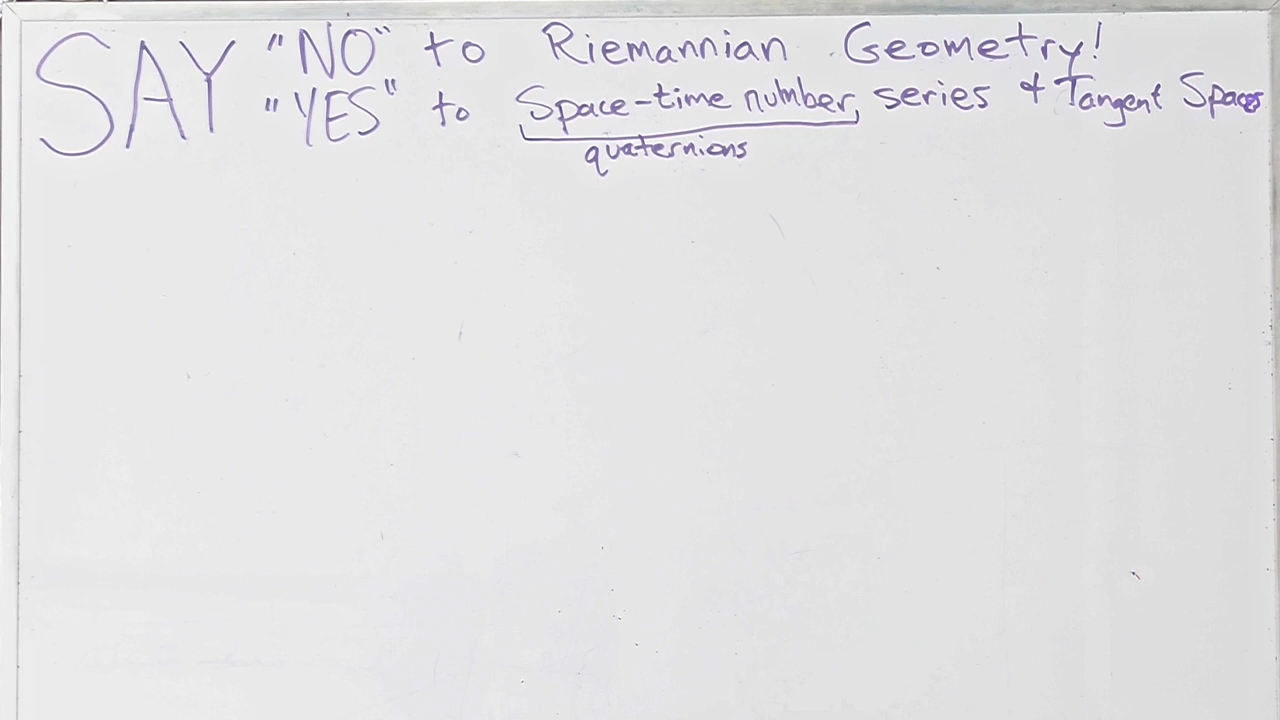 SAY "NO" to Riemannian Geometry!
"YES" to Space-time number series & Tangent Spaces
quaternions